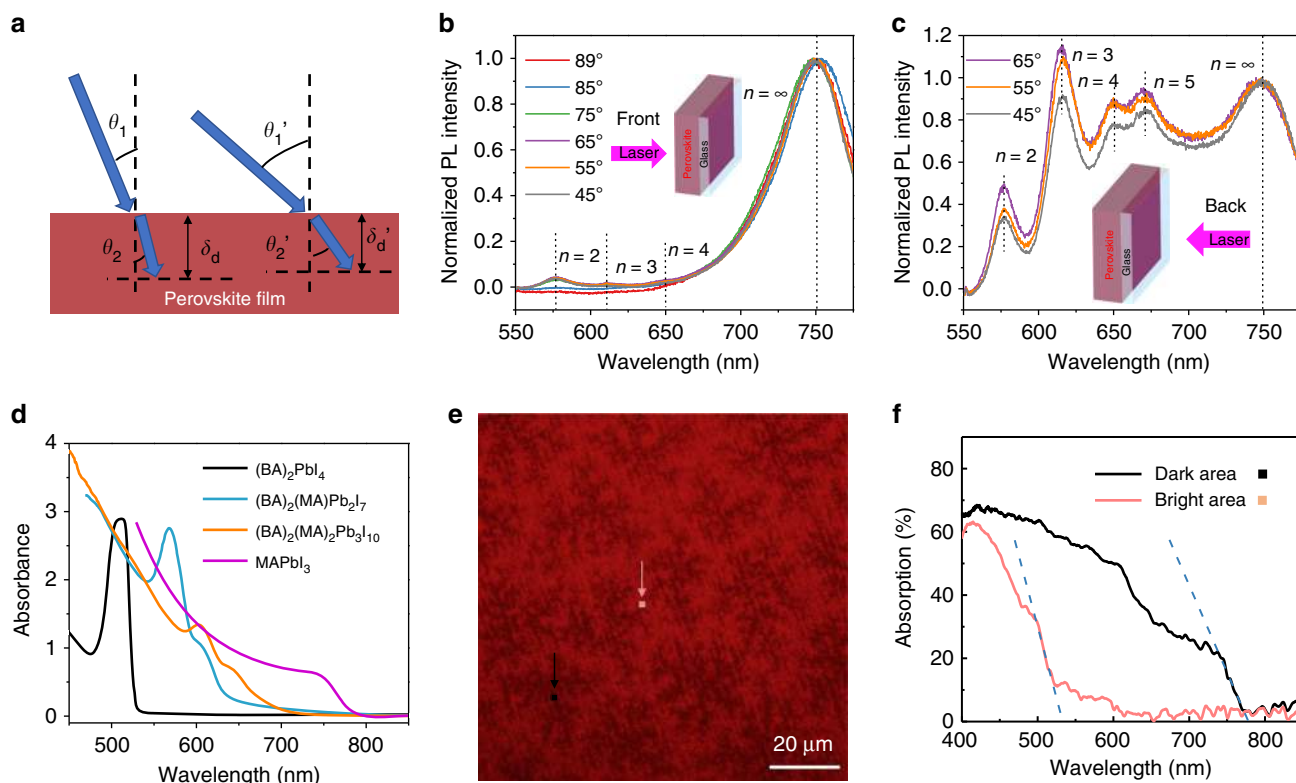 a
θ1
θ1'
θ2
δd
θ2'
δd'
Perovskite film
b
Normalized PL intensity
1.0
0.8
0.6
0.4
0.2
0.0
89°
85°
75°
65°
55°
45°
Front
Laser
Perovskite
Glass
n = ∞
n = 2
n = 3
n = 4
550 600 650 700 750
Wavelength (nm)
c
Normalized PL intensity
1.2
1.0
0.8
0.6
0.4
0.2
0.0
65°
55°
45°
n = 2
n = 3
n = 4
n = 5
n = ∞
Perovskite
Glass
Back
Laser
550 600 650 700 750
Wavelength (nm)
d
Absorbance
4
3
2
1
0
(BA)2PbI4
(BA)2(MA)Pb2I7
(BA)2(MA)2Pb3I10
MAPbI3
500 600 700 800
Wavelength (nm)
e
20 μm
f
Absorption (%)
80
60
40
20
0
Dark area
Bright area
400 500 600 700 800
Wavelength (nm)